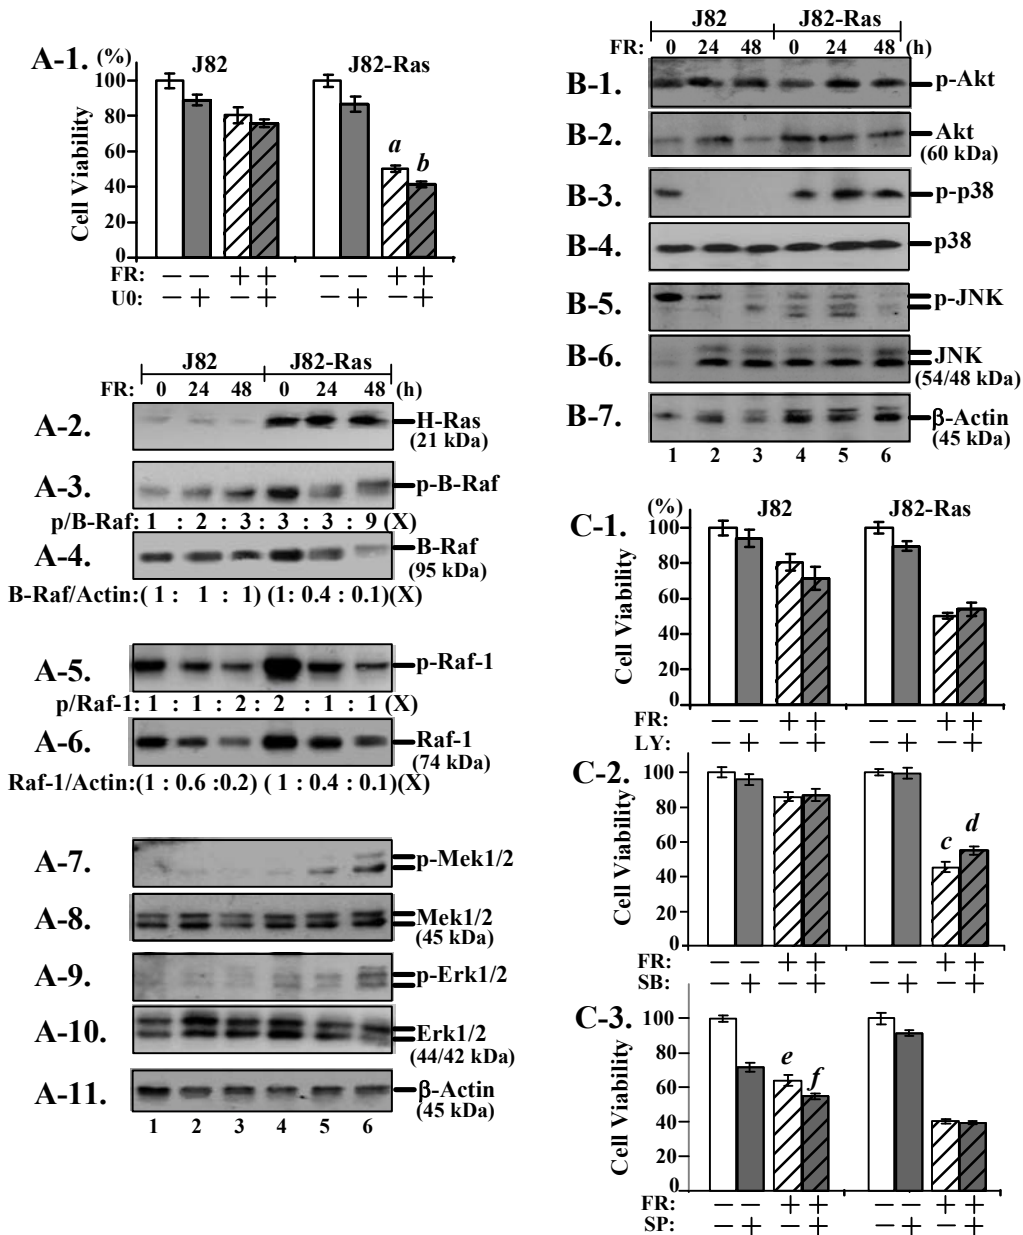 A-1. (%)
J82
J82-Ras
Cell Viability
100
80
60
40
20
0
a
b
FR: – – + + – – + +
U0: – + – + – + – +
J82 J82-Ras
FR: 0 24 48 0 24 48 (h)
A-2. H-Ras
(21 kDa)
A-3. p-B-Raf
p/B-Raf: 1 : 2 : 3 : 3 : 3 : 9 (X)
A-4. B-Raf
(95 kDa)
B-Raf/Actin:( 1 : 1 : 1) (1: 0.4 : 0.1)(X)
A-5. p-Raf-1
p/Raf-1: 1 : 1 : 2 : 2 : 1 : 1 (X)
A-6. Raf-1
(74 kDa)
Raf-1/Actin:(1 : 0.6 :0.2) ( 1 : 0.4 : 0.1)(X)
A-7. p-Mek1/2
A-8. Mek1/2
(45 kDa)
A-9. p-Erk1/2
A-10. Erk1/2
(44/42 kDa)
A-11. β-Actin
(45 kDa)
1 2 3 4 5 6
J82 J82-Ras
FR: 0 24 48 0 24 48 (h)
B-1. p-Akt
B-2. Akt
(60 kDa)
B-3. p-p38
B-4. p38
B-5. p-JNK
B-6. JNK
(54/48 kDa)
B-7. β-Actin
(45 kDa)
1 2 3 4 5 6
(%)
C-1. J82 J82-Ras
Cell Viability
100
80
60
40
20
0
FR: – – + + – – + +
LY: – + – + – + – +
C-2.
Cell Viability
100
80
60
40
20
0
c
d
FR: – – + + – – + +
SB: – + – + – + – +
C-3.
Cell Viability
100
80
60
40
20
0
e
f
FR: – – + + – – + +
SP: – + – + – + – +